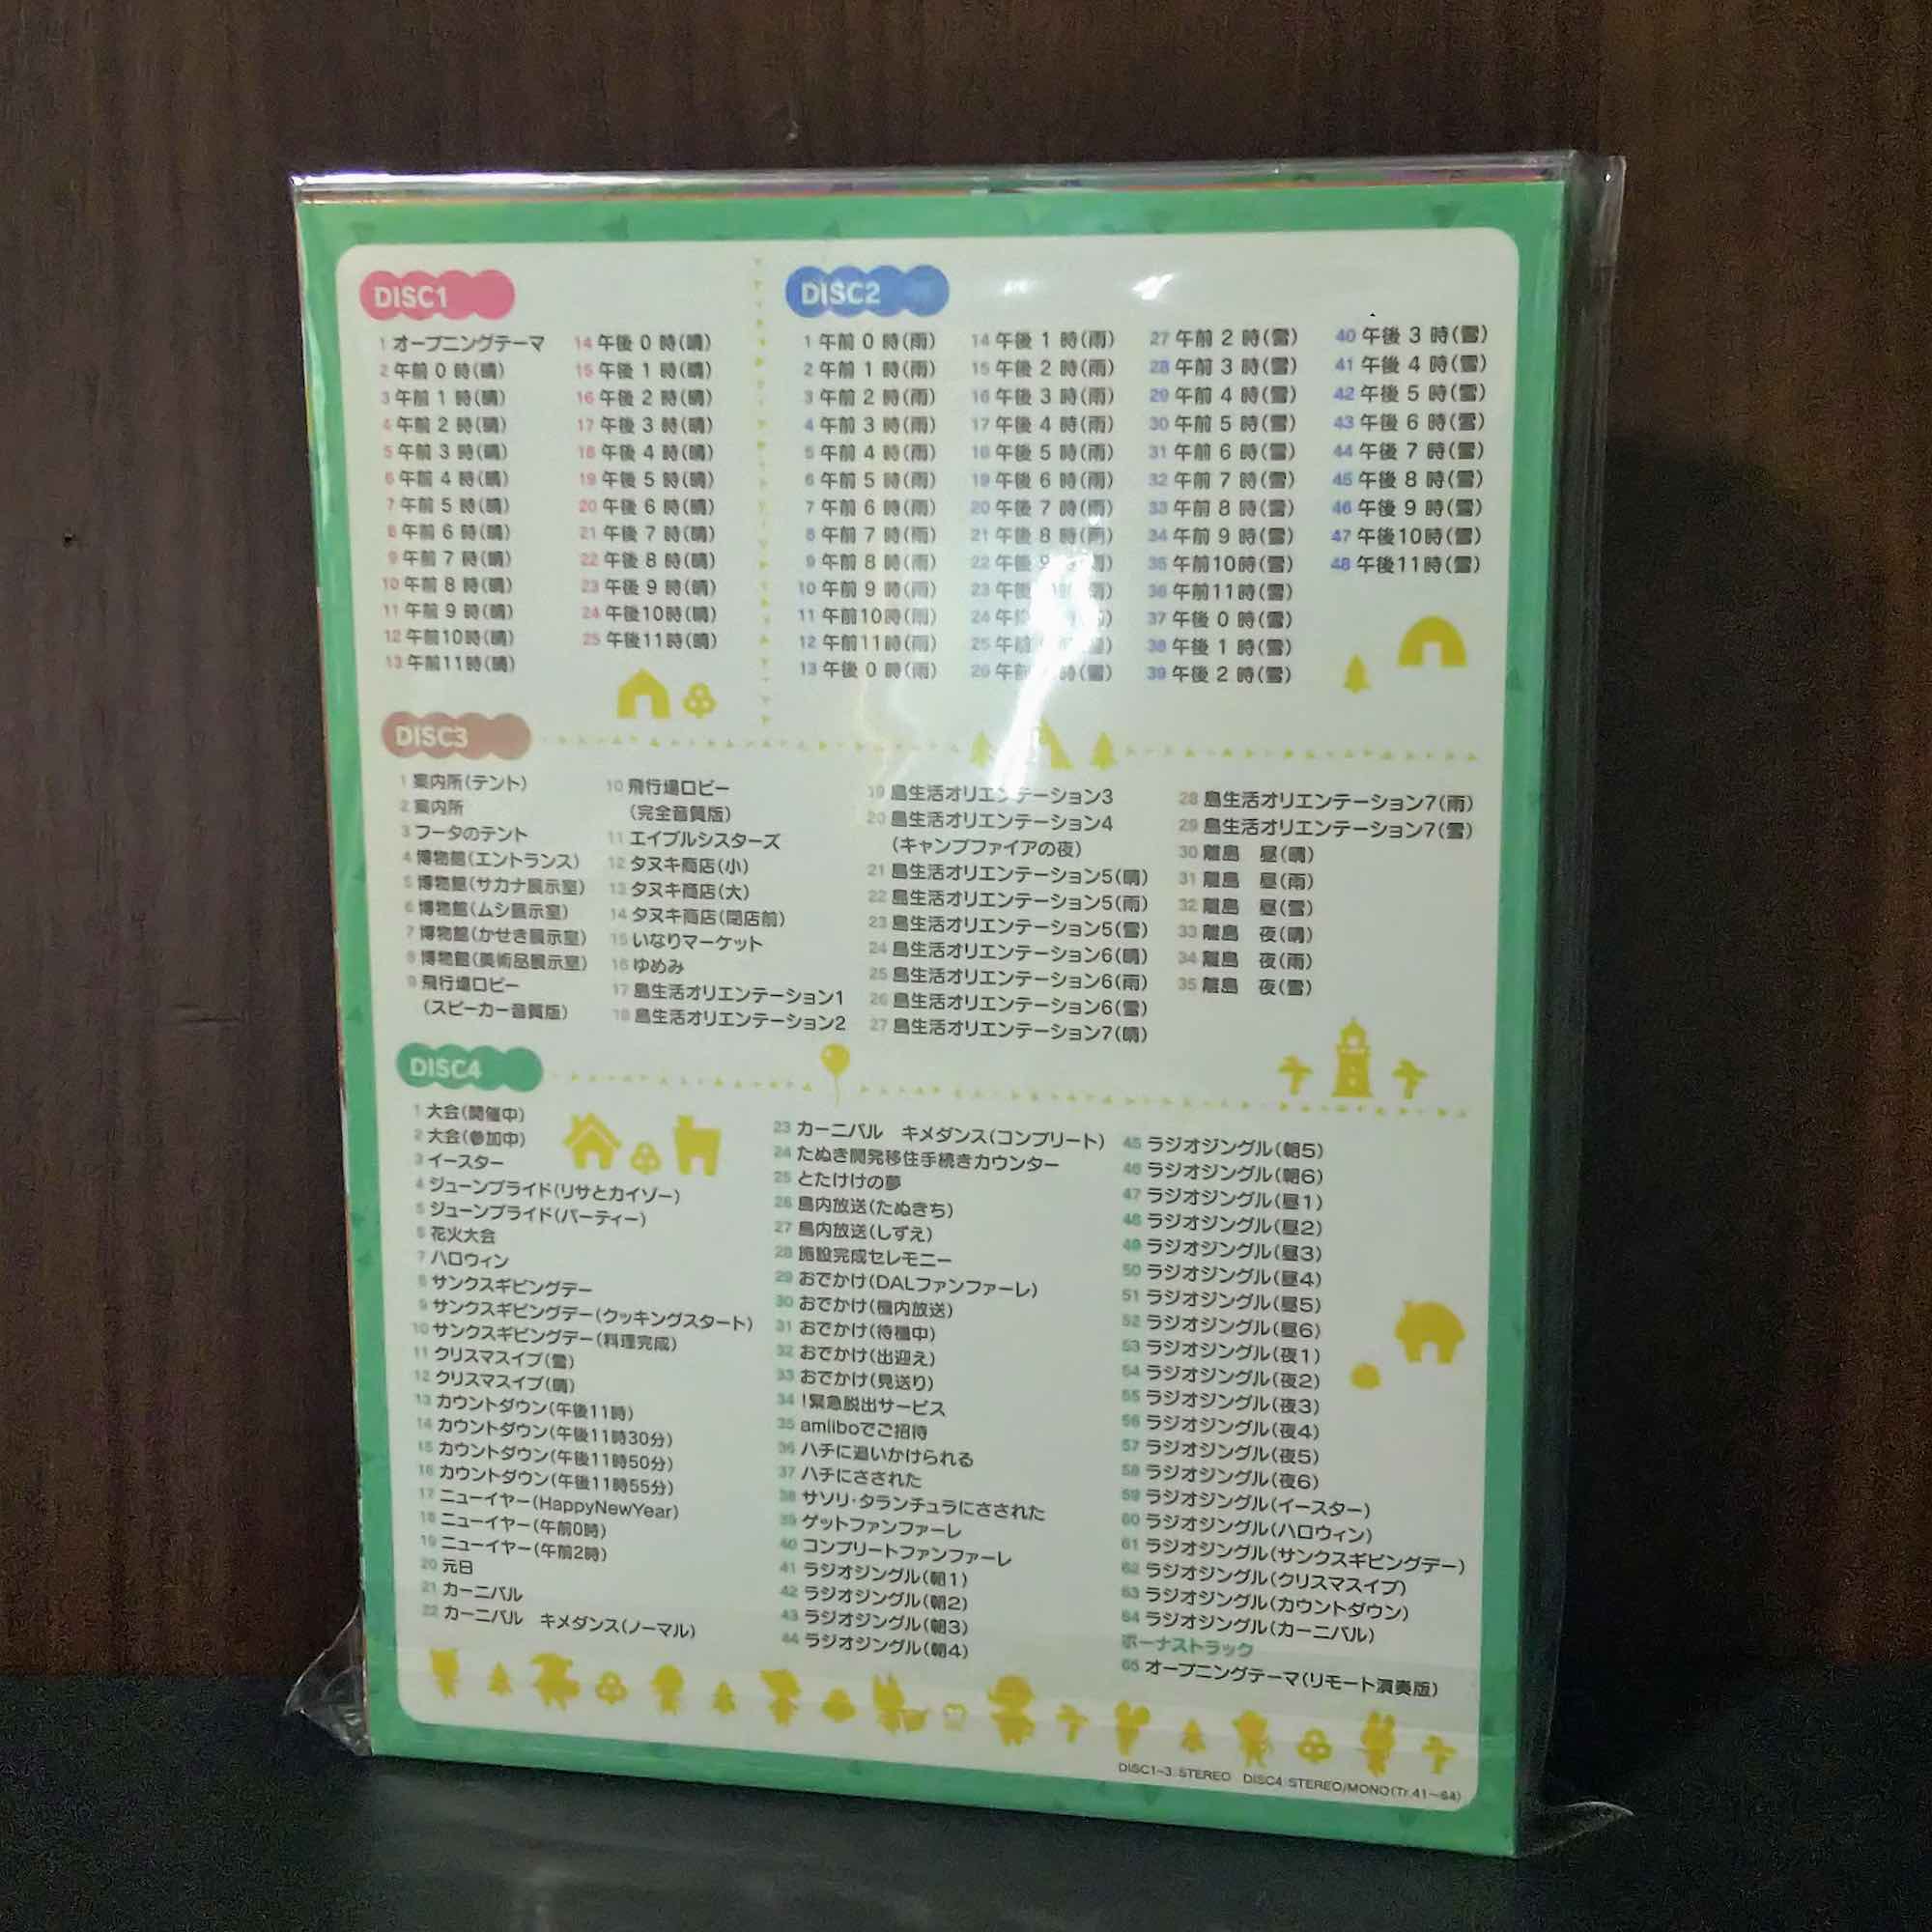 DISC1
1 オープニングテーマ
2 午前 0 時(晴)
3 午前 1 時(晴)
4 午前 2 時(晴)
5 午前 3 時(晴)
6 午前 4 時(晴)
7 午前 5 時(晴)
8 午前 6 時(晴)
9 午前 7 時(晴)
10 午前 8 時(晴)
11 午前 9 時(晴)
12 午前10時(晴)
13 午前11時(晴)
14 午後 0 時(晴)
15 午後 1 時(晴)
16 午後 2 時(晴)
17 午後 3 時(晴)
18 午後 4 時(晴)
19 午後 5 時(晴)
20 午後 6 時(晴)
21 午後 7 時(晴)
22 午後 8 時(晴)
23 午後 9 時(晴)
24 午後10時(晴)
25 午後11時(晴)
DISC2
1 午前 0 時(雨)
2 午前 1 時(雨)
3 午前 2 時(雨)
4 午前 3 時(雨)
5 午前 4 時(雨)
6 午前 5 時(雨)
7 午前 6 時(雨)
8 午前 7 時(雨)
9 午前 8 時(雨)
10 午前 9 時(雨)
11 午前10時(雨)
12 午前11時(雨)
13 午後 0 時(雨)
14 午後 1 時(雨)
15 午後 2 時(雨)
16 午後 3 時(雨)
17 午後 4 時(雨)
18 午後 5 時(雨)
19 午後 6 時(雨)
20 午後 7 時(雨)
21 午後 8 時(雨)
22 午後
23 午後
24
25 午前
26 午前
27 午前 2 時(雪)
28 午前 3 時(雪)
29 午前 4 時(雪)
30 午前 5 時(雪)
31 午前 6 時(雪)
32 午前 7 時(雪)
33 午前 8 時(雪)
34 午前 9 時(雪)
35 午前10時(雪)
36 午前11時(雪)
37 午後 0 時(雪)
38 午後 1 時(雪)
39 午後 2 時(雪)
40 午後 3 時(雪)
41 午後 4 時(雪)
42 午後 5 時(雪)
43 午後 6 時(雪)
44 午後 7 時(雪)
45 午後 8 時(雪)
46 午後 9 時(雪)
47 午後10時(雪)
48 午後11時(雪)
DISC3
1 案内所(テント)
2 案内所
3 フータのテント
4 博物館(エントランス)
5 博物館(サカナ展示室)
6 博物館(ムシ展示室)
7 博物館(かせき展示室)
8 博物館(美術品展示室)
9 飛行場ロビー
(スピーカー音質版)
10 飛行場ロビー
(完全音質版)
11 エイブルシスターズ
12 タヌキ商店(小)
13 タヌキ商店(大)
14 タヌキ商店(閉店前)
15 いなりマーケット
16 ゆめみ
17 島生活オリエンテーション1
18 島生活オリエンテーション2
19 島生活オリエンテーション3
20 島生活オリエンテーション4
(キャンプファイアの夜)
21 島生活オリエンテーション5(晴)
22 島生活オリエンテーション5(雨)
23 島生活オリエンテーション5(雪)
24 島生活オリエンテーション6(晴)
25 島生活オリエンテーション6(雨)
26 島生活オリエンテーション6(雪)
27 島生活オリエンテーション7(晴)
28 島生活オリエンテーション7(雨)
29 島生活オリエンテーション7(雪)
30 離島 昼(晴)
31 離島 昼(雨)
32 離島 昼(雪)
33 離島 夜(晴)
34 離島 夜(雨)
35 離島 夜(雪)
DISC4
1 大会(開催中)
2 大会(参加中)
3 イースター
4 ジューンブライド(リサとカイゾー)
5 ジューンブライド(パーティー)
6 花火大会
7 ハロウィン
8 サンクスギビングデー
9 サンクスギビングデー(クッキングスタート)
10 サンクスギビングデー(料理完成)
11 クリスマスイブ(雪)
12 クリスマスイブ(晴)
13 カウントダウン(午後11時)
14 カウントダウン(午後11時30分)
15 カウントダウン(午後11時50分)
16 カウントダウン(午後11時55分)
17 ニューイヤー(HappyNewYear)
18 ニューイヤー(午前0時)
19 ニューイヤー(午前2時)
20 元日
21 カーニバル
22 カーニバル キメダンス(ノーマル)
23 カーニバル キメダンス(コンプリート)
24 たぬき開発移住手続きカウンター
25 とたけけの夢
26 島内放送(たぬきち)
27 島内放送(しずえ)
28 施設完成セレモニー
29 おでかけ(DALファンファーレ)
30 おでかけ(機内放送)
31 おでかけ(待機中)
32 おでかけ(出迎え)
33 おでかけ(見送り)
34 !緊急脱出サービス
35 amiiboでご招待
36 ハチに追いかけられる
37 ハチにさされた
38 サソリ・タランチュラにさされた
39 ゲットファンファーレ
40 コンプリートファンファーレ
41 ラジオジングル(朝1)
42 ラジオジングル(朝2)
43 ラジオジングル(朝3)
44 ラジオジングル(朝4)
45 ラジオジングル(朝5)
46 ラジオジングル(朝6)
47 ラジオジングル(昼1)
48 ラジオジングル(昼2)
49 ラジオジングル(昼3)
50 ラジオジングル(昼4)
51 ラジオジングル(昼5)
52 ラジオジングル(昼6)
53 ラジオジングル(夜1)
54 ラジオジングル(夜2)
55 ラジオジングル(夜3)
56 ラジオジングル(夜4)
57 ラジオジングル(夜5)
58 ラジオジングル(夜6)
59 ラジオジングル(イースター)
60 ラジオジングル(ハロウィン)
61 ラジオジングル(サンクスギビングデー)
62 ラジオジングル(クリスマスイブ)
63 ラジオジングル(カウントダウン)
64 ラジオジングル(カーニバル)
ボーナストラック
65 オープニングテーマ(リモート演奏版)
DISC1-3:STEREO DISC4:STEREO/MONO(Tr.41~64)